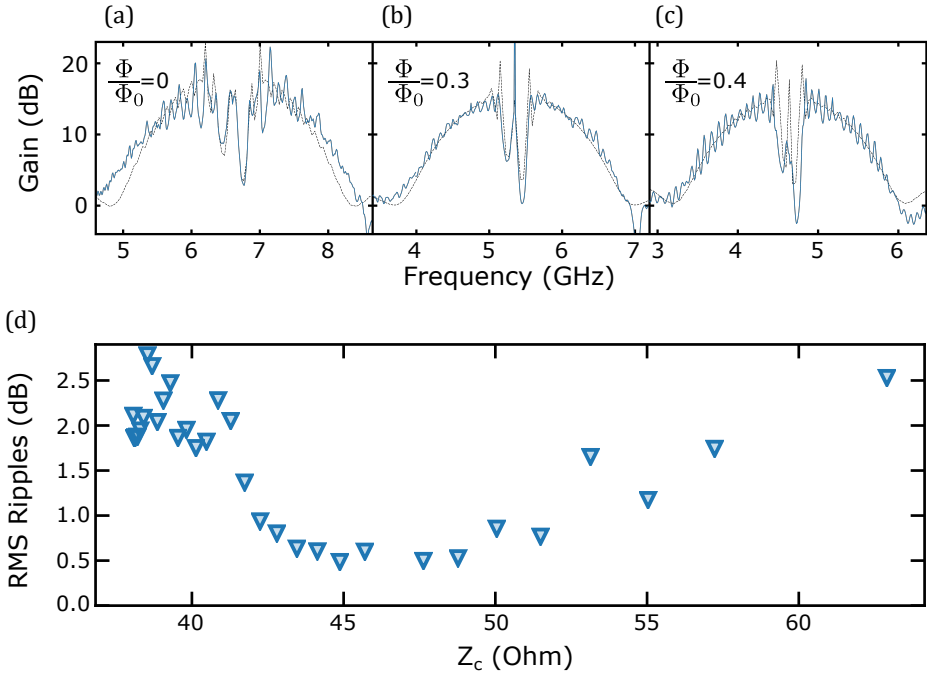 (a)
(b)
(c)
Φ/Φ0=0
Φ/Φ0=0.3
Φ/Φ0=0.4
Gain (dB)
20
10
0
5 6 7 8
4 5 6 7
3 4 5 6
Frequency (GHz)
(d)
RMS Ripples (dB)
2.5
2.0
1.5
1.0
0.5
0.0
40 45 50 55 60
Z_c (Ohm)